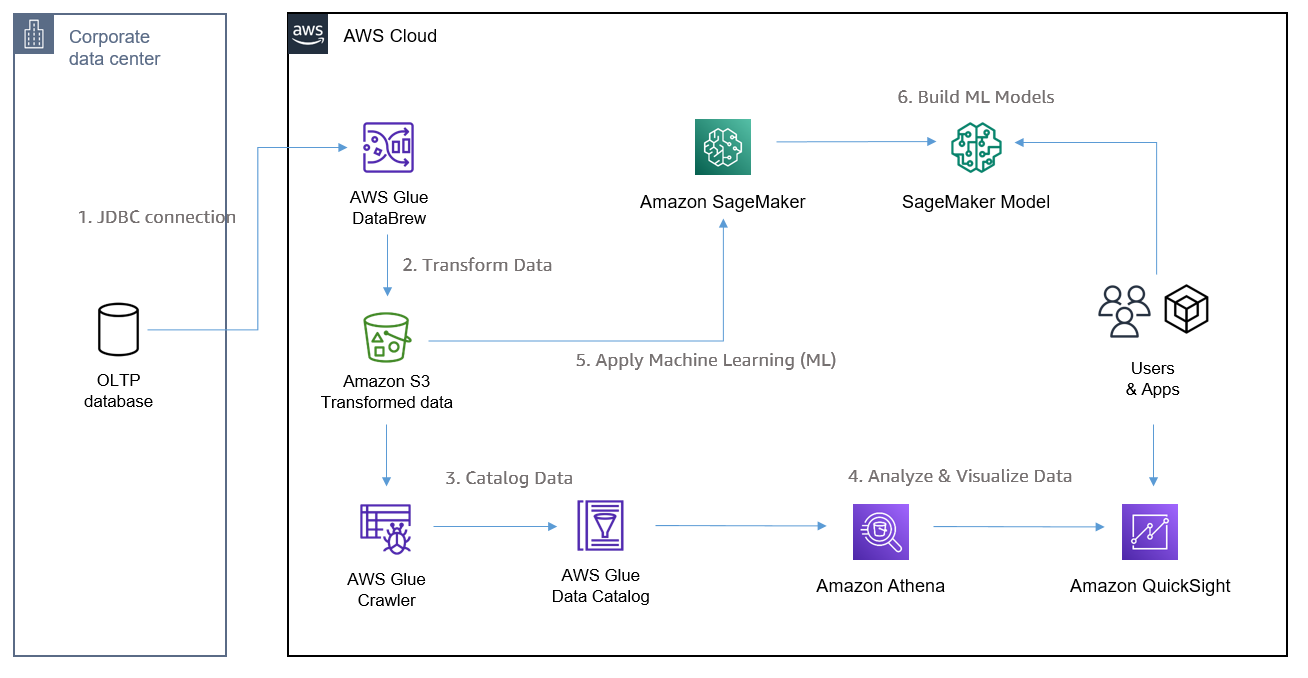 Corporate
data center
aws
AWS Cloud
6. Build ML Models
AWS Glue
DataBrew
Amazon SageMaker
SageMaker Model
1. JDBC connection
2. Transform Data
OLTP
database
Amazon S3
Transformed data
5. Apply Machine Learning (ML)
Users
& Apps
3. Catalog Data
4. Analyze & Visualize Data
AWS Glue
Crawler
AWS Glue
Data Catalog
Amazon Athena
Amazon QuickSight